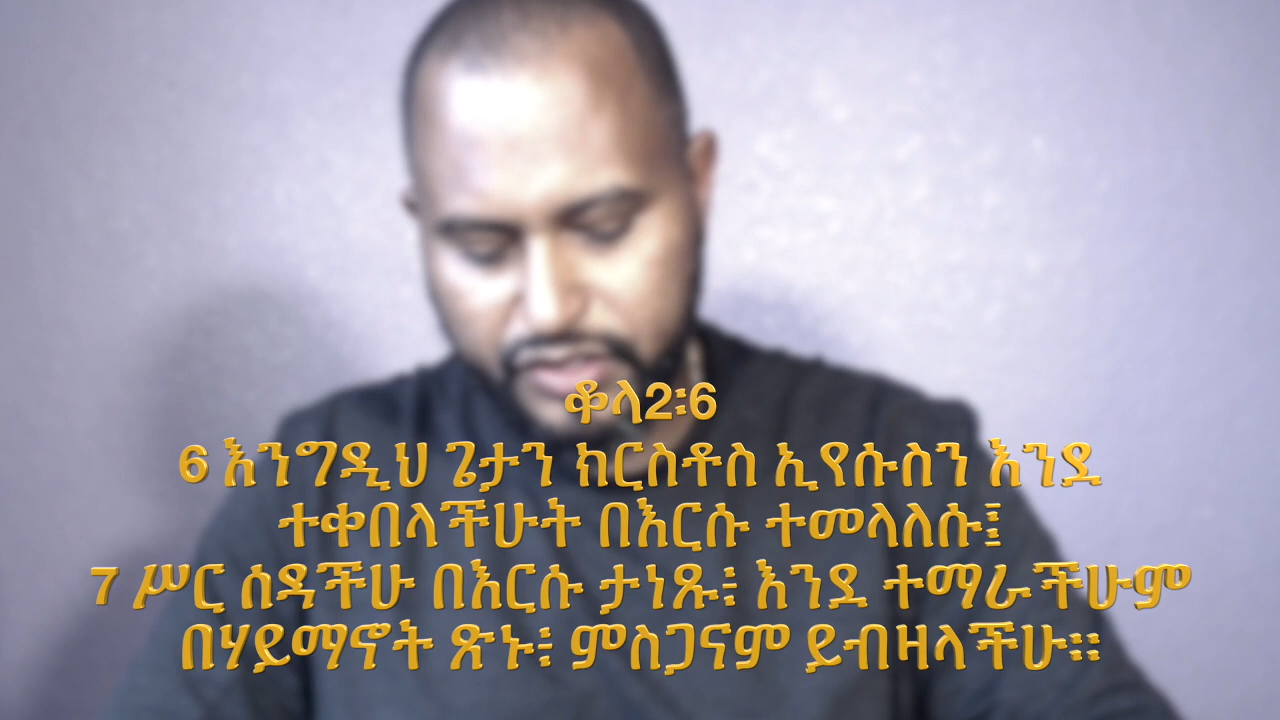 ቆላ2፥6
6 እንግዲህ ጌታን ክርስቶስ ኢየሱስን እንደ
ተቀበላችሁት በእርሱ ተመላለሱ፤
7 ሥር ሰዳችሁ በእርሱ ታነጹ፥ እንደ ተማራችሁም
በሃይማኖት ጽኑ፥ ምስጋናም ይብዛላችሁ።